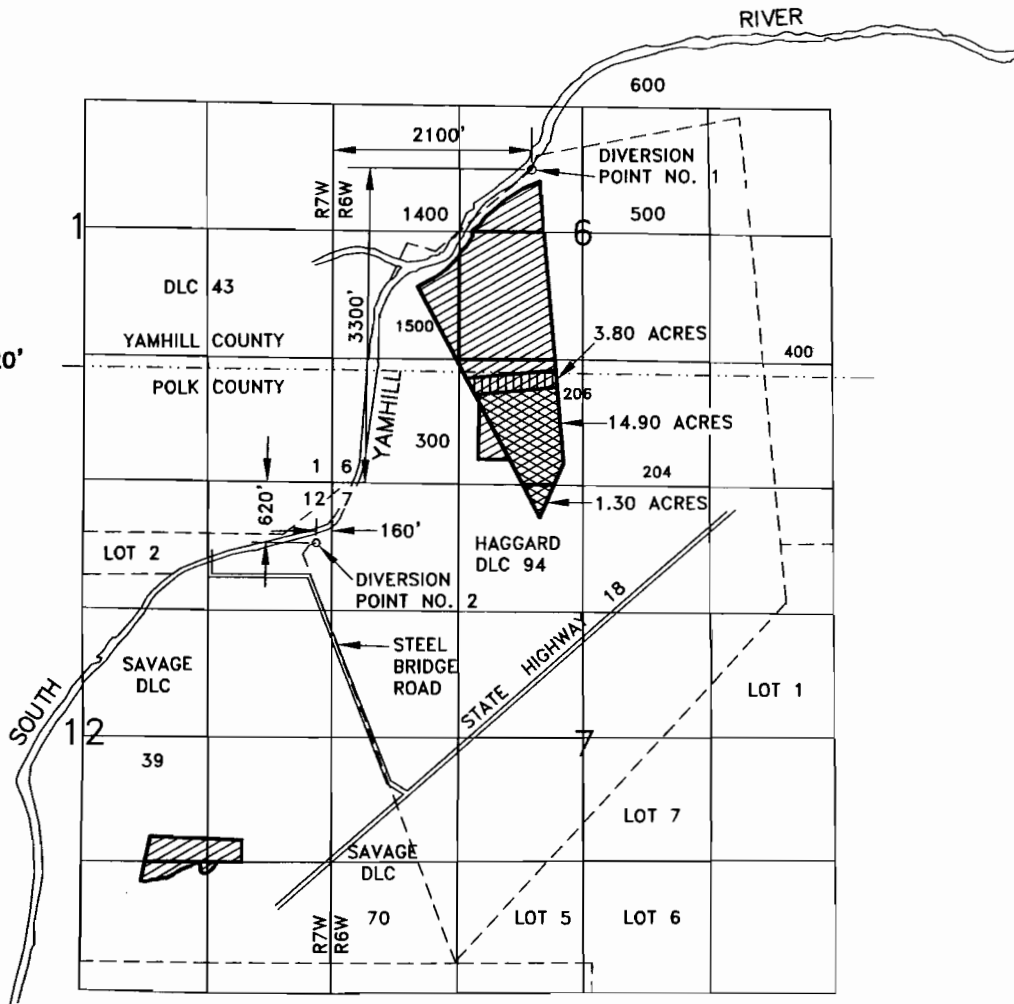 RIVER
600
2100'
DIVERSION
POINT NO. 1
R7W
R6W
1400
500
1
6
DLC 43
3300'
1500
YAMHILL COUNTY
3.80 ACRES
400
20'
POLK COUNTY
206
YAMHILL
300
14.90 ACRES
1 6
204
12 7
620'
1.30 ACRES
160'
HAGGARD
DLC 94
LOT 2
DIVERSION
POINT NO. 2
STATE HIGHWAY 18
STEEL
BRIDGE
ROAD
SAVAGE
DLC
LOT 1
SOUTH
12
7
39
LOT 7
SAVAGE
DLC
R7W
R6W
70
LOT 5
LOT 6